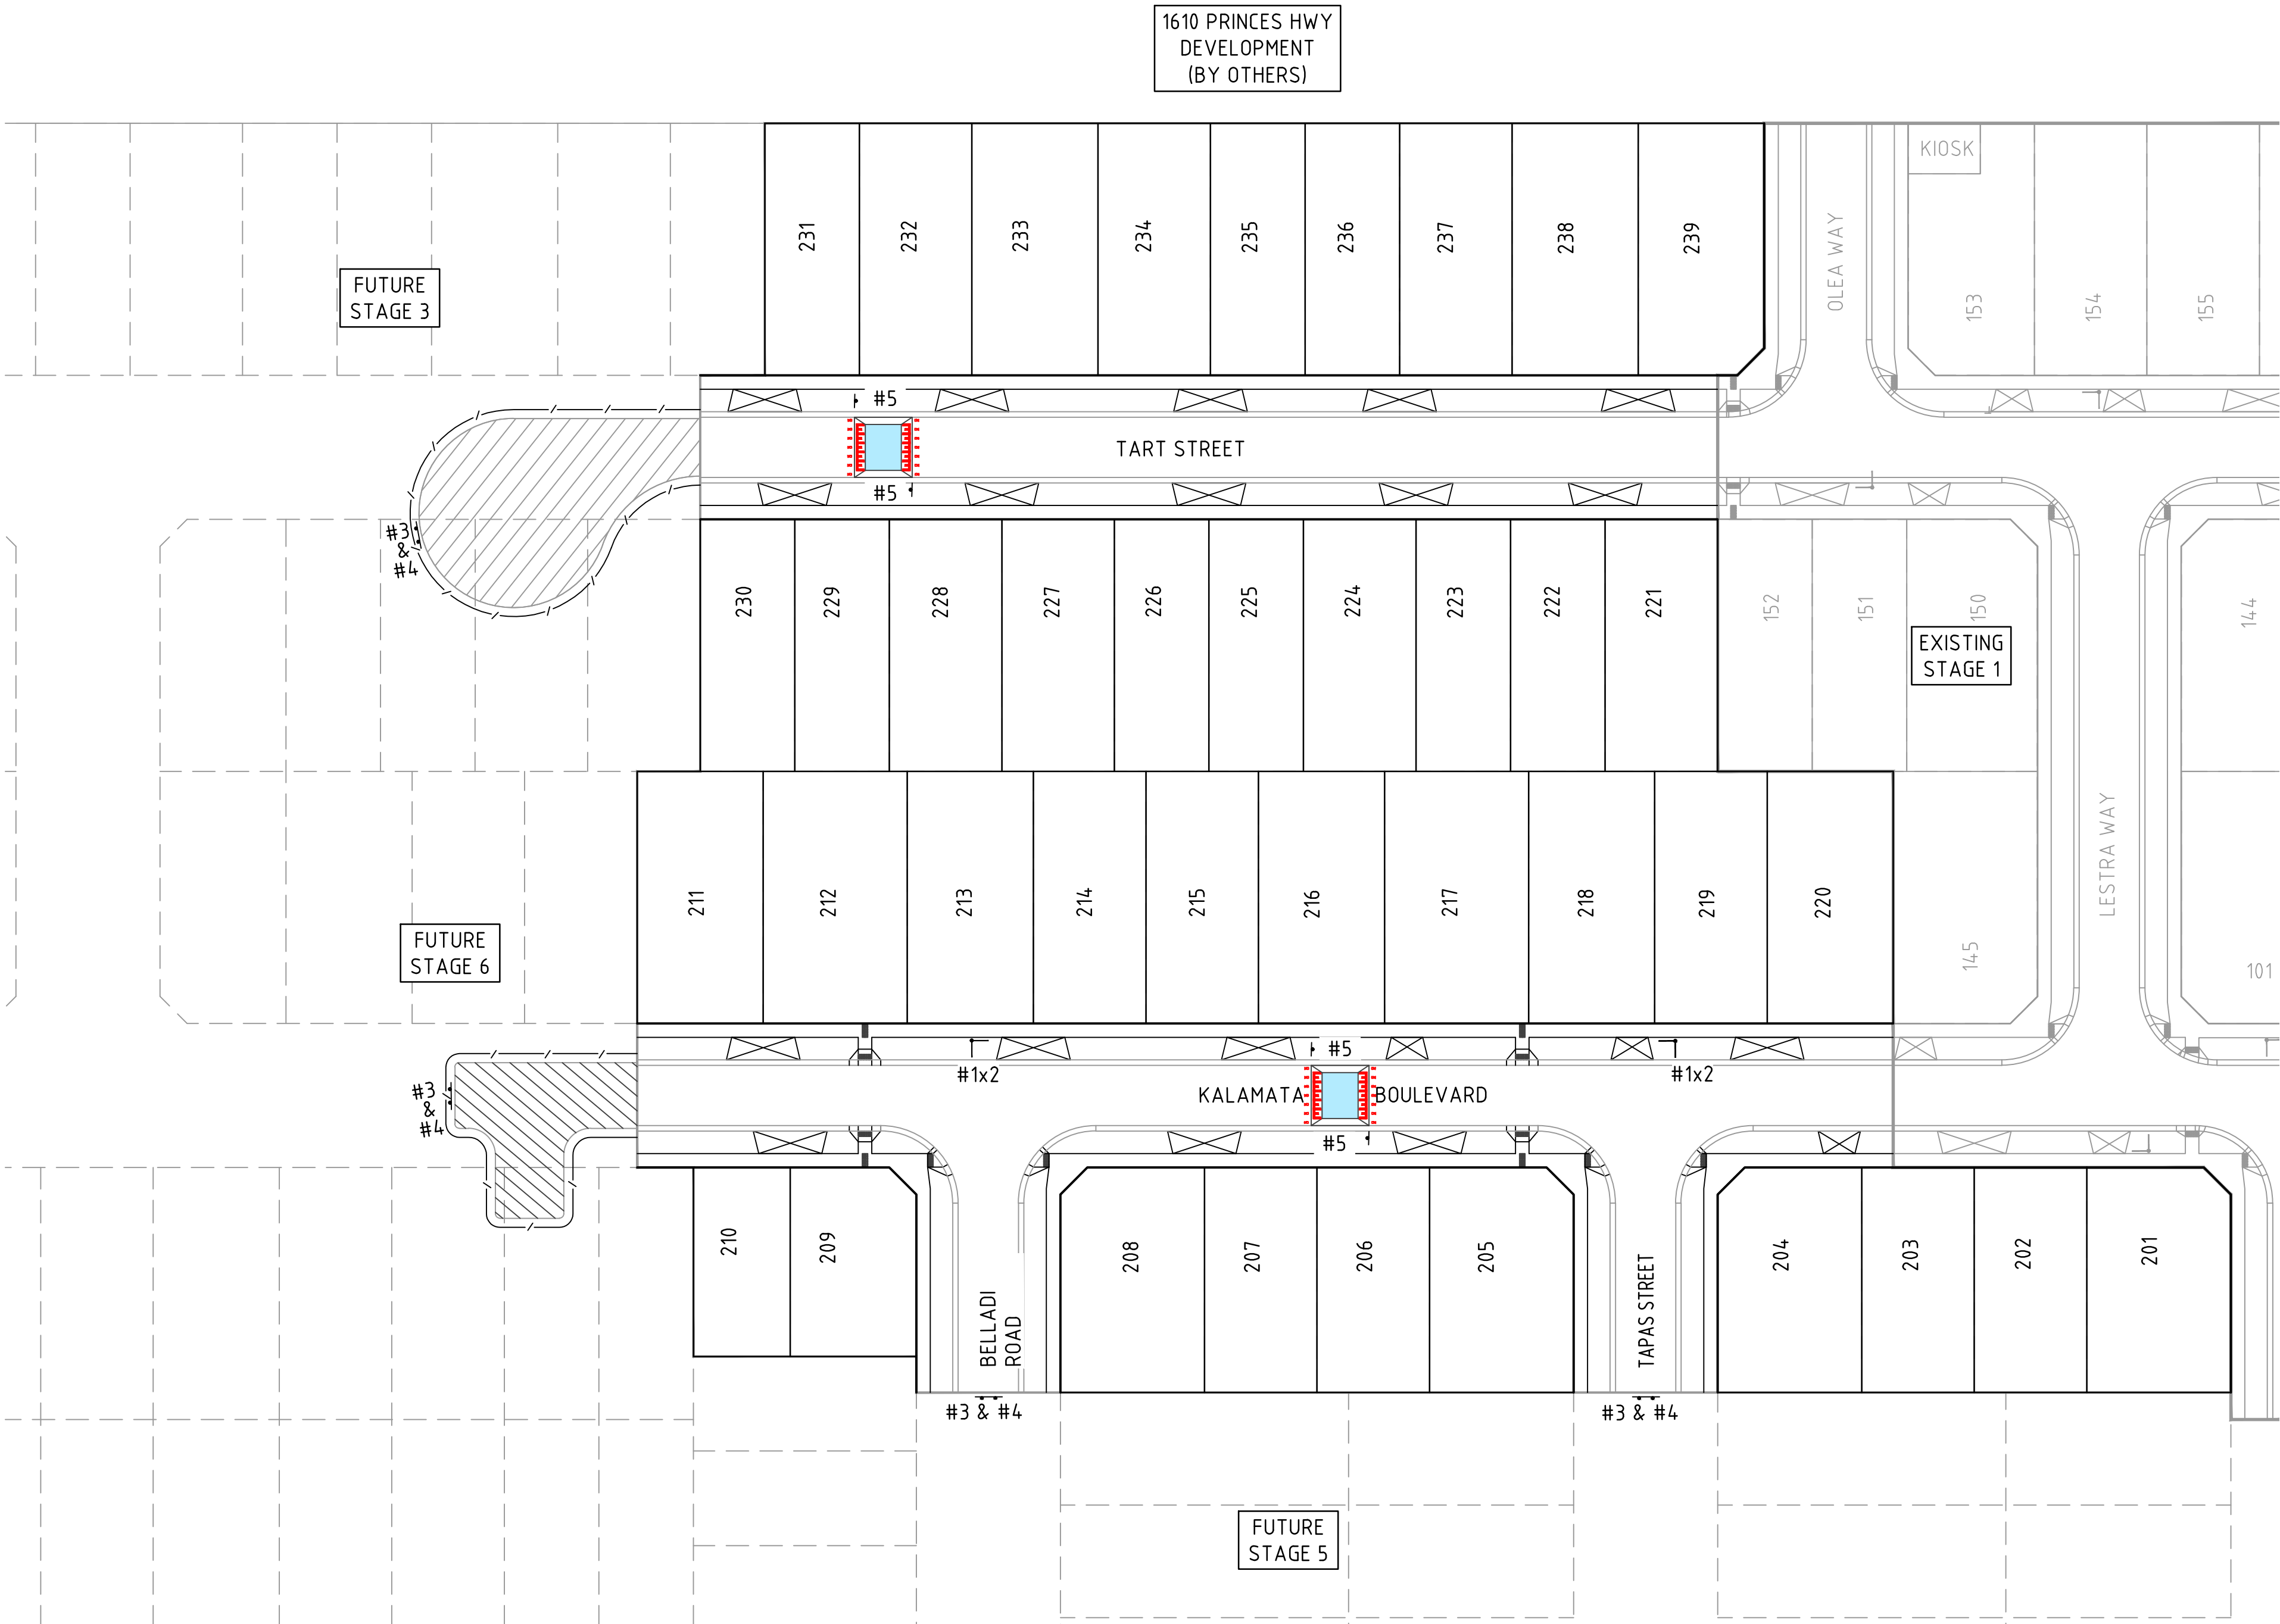 1610 PRINCES HWY
DEVELOPMENT
(BY OTHERS)
KIOSK
231
232
233
234
235
236
237
238
239
OLEA WAY
153
154
155
FUTURE
STAGE 3
#5
TART STREET
#5
#3
&
#4
230
229
228
227
226
225
224
223
222
221
152
151
150
144
EXISTING
STAGE 1
LESTRA WAY
211
212
213
214
215
216
217
218
219
220
145
101
FUTURE
STAGE 6
#5
#1x2
#1x2
KALAMATA
BOULEVARD
#3
&
#4
#5
210
209
208
207
206
205
204
203
202
201
BELLADI
ROAD
TAPAS STREET
#3 & #4
#3 & #4
FUTURE
STAGE 5